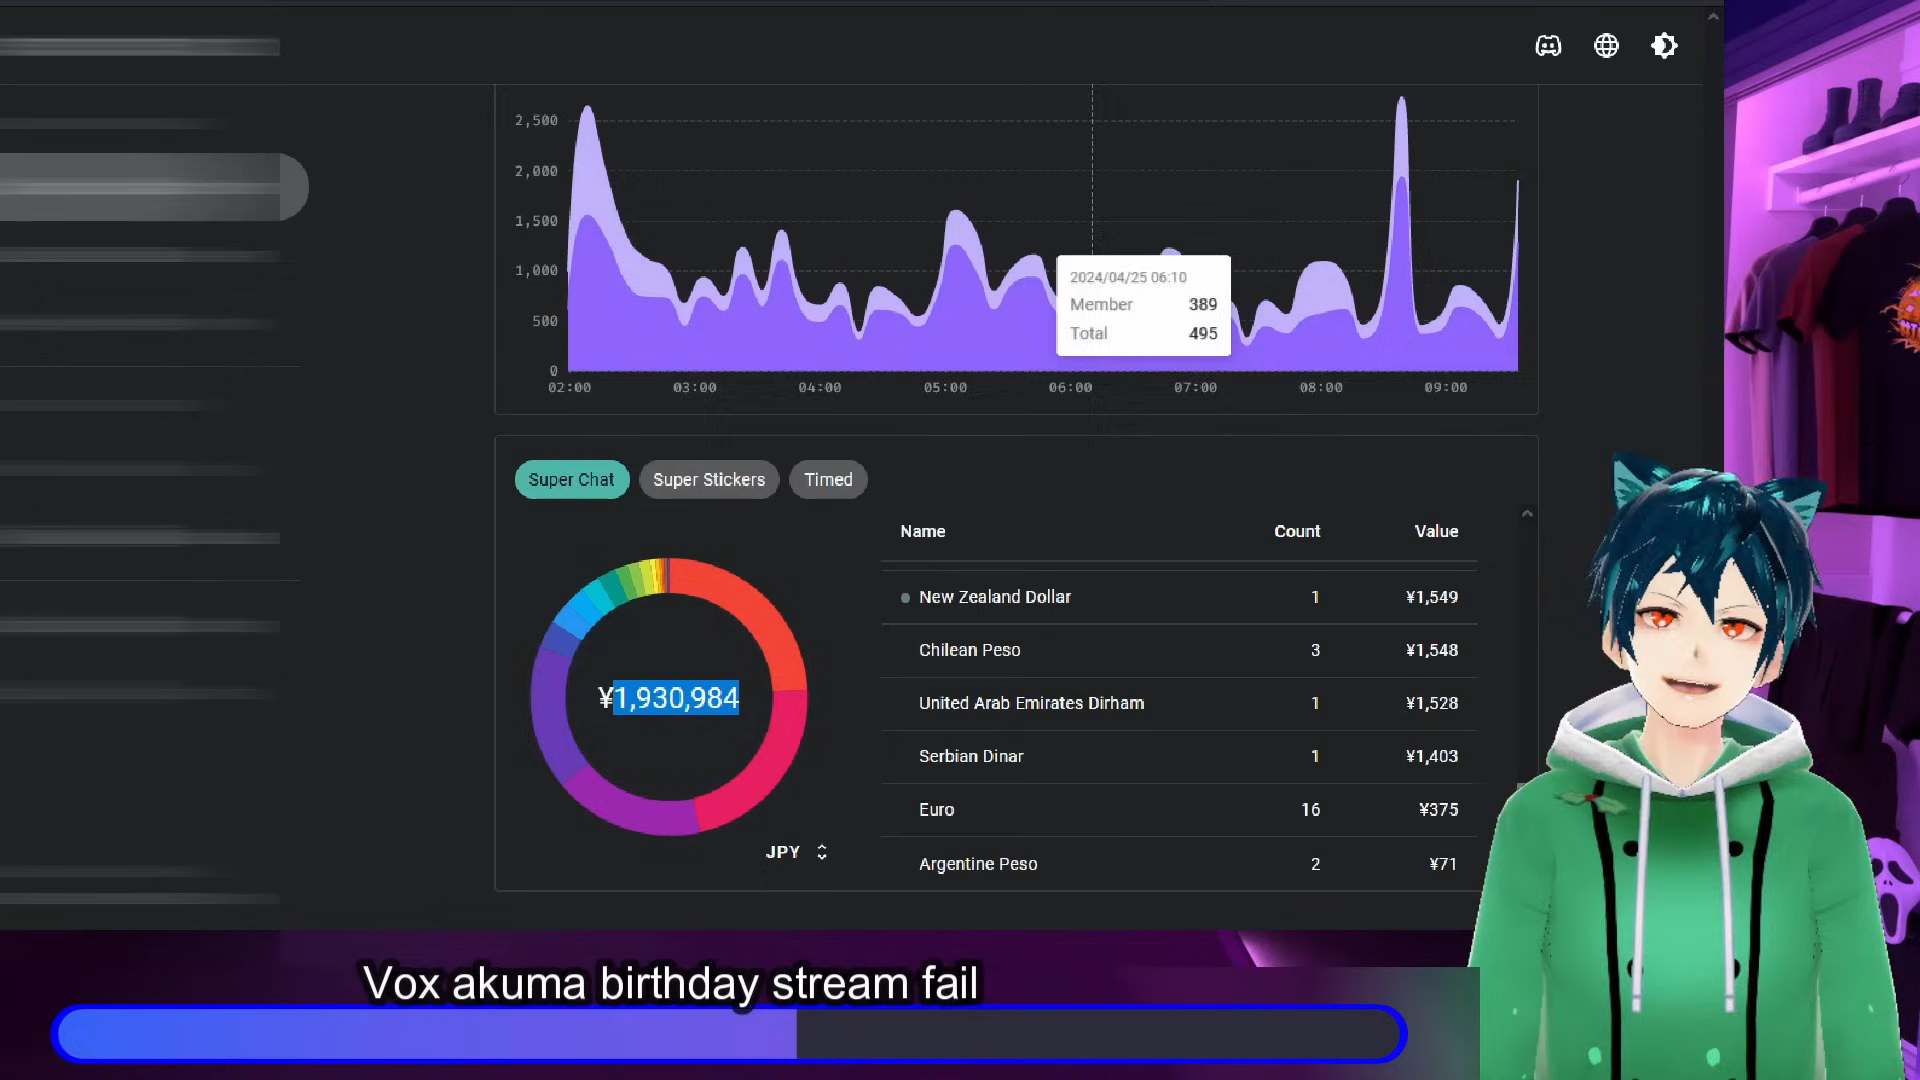 2,500
2,000
1,500
1,000
500
0
02:00 03:00 04:00 05:00 06:00 07:00 08:00 09:00
2024/04/25 06:10
Member 389
Total 495
Super Chat Super Stickers Timed
Name Count Value
New Zealand Dollar 1 ¥1,549
Chilean Peso 3 ¥1,548
United Arab Emirates Dirham 1 ¥1,528
Serbian Dinar 1 ¥1,403
Euro 16 ¥375
Argentine Peso 2 ¥71
¥1,930,984
JPY
Vox akuma birthday stream fail